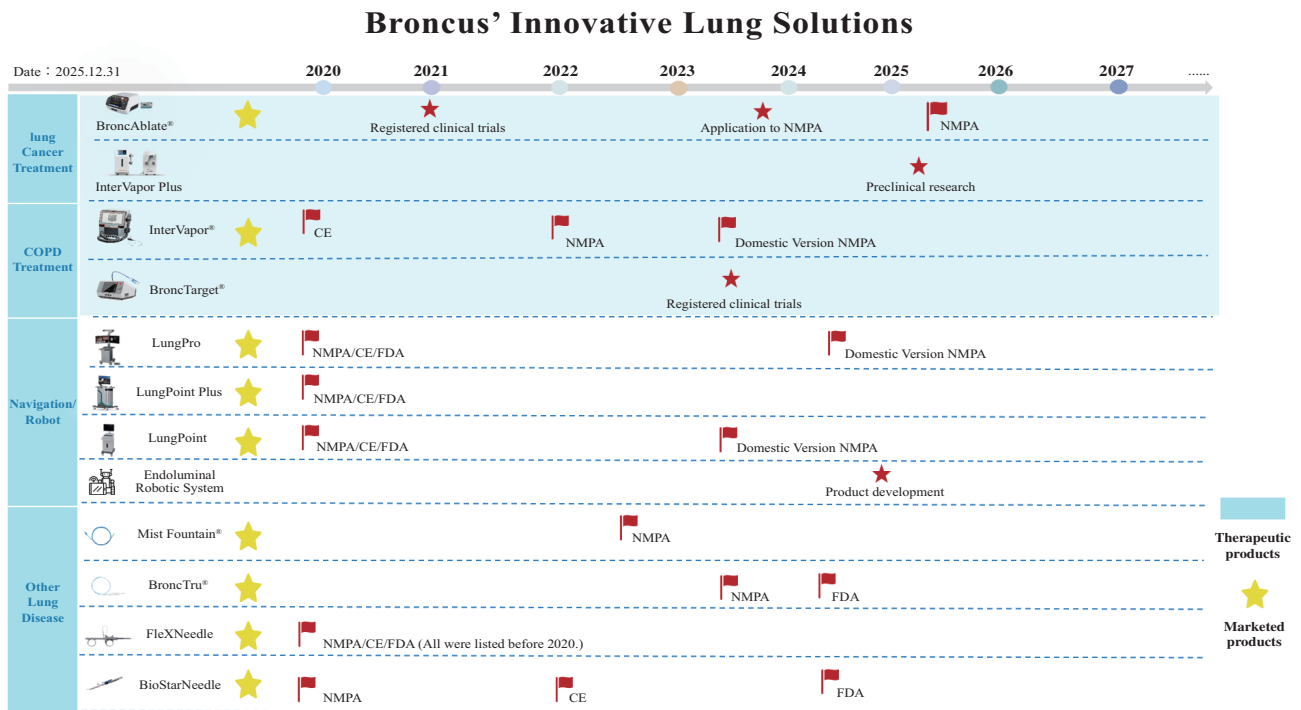 Broncus’ Innovative Lung Solutions
Date：2025.12.31
2020 2021 2022 2023 2024 2025 2026 2027 ......
lung
Cancer
Treatment
BroncAblate®
Registered clinical trials
Application to NMPA
NMPA
InterVapor Plus
Preclinical research
COPD
Treatment
InterVapor®
CE
NMPA
Domestic Version NMPA
BroncTarget®
Registered clinical trials
Navigation/
Robot
LungPro
NMPA/CE/FDA
Domestic Version NMPA
LungPoint Plus
NMPA/CE/FDA
LungPoint
NMPA/CE/FDA
Domestic Version NMPA
Endoluminal
Robotic System
Product development
Other
Lung
Disease
Mist Fountain®
NMPA
BroncTru®
NMPA
FDA
FleXNeedle
NMPA/CE/FDA (All were listed before 2020.)
BioStarNeedle
NMPA
CE
FDA
Therapeutic
products
Marketed
products